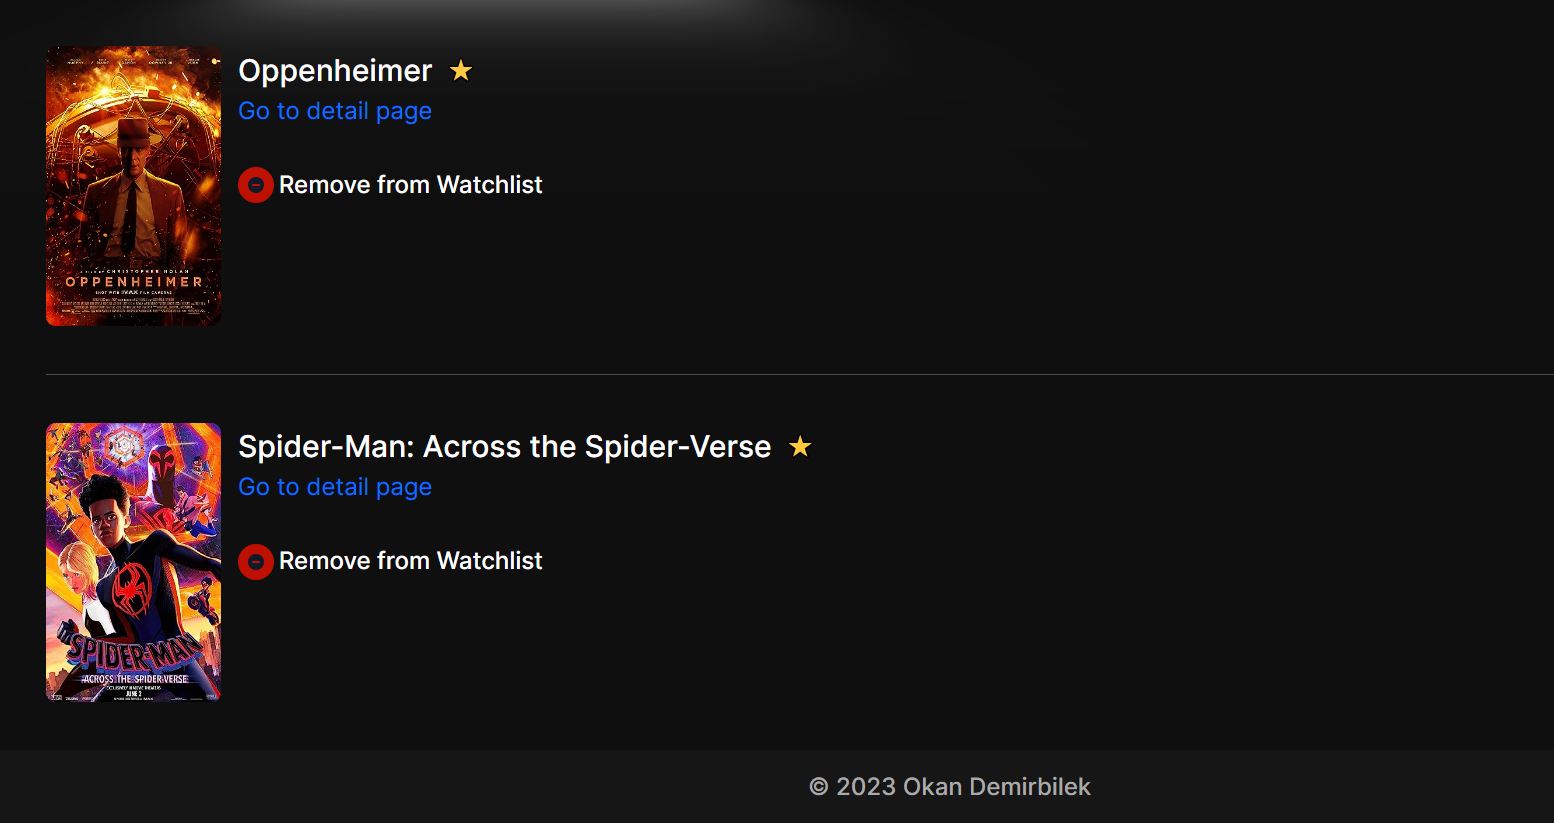 Oppenheimer
Go to detail page
Remove from Watchlist
A FILM BY CHRISTOPHER NOLAN
OPPENHEIMER
SHOT WITH IMAX FILM CAMERAS
Spider-Man: Across the Spider-Verse
Go to detail page
Remove from Watchlist
SPIDER-MAN
ACROSS THE SPIDER-VERSE
EXCLUSIVELY IN MOVIE THEATERS
JUNE 2
© 2023 Okan Demirbilek